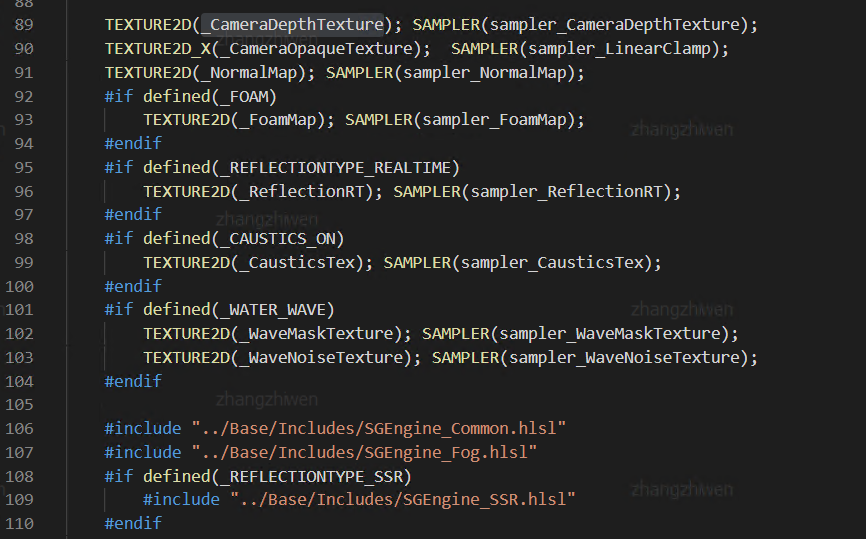 88
89 TEXTURE2D(_CameraDepthTexture); SAMPLER(sampler_CameraDepthTexture);
90 TEXTURE2D_X(_CameraOpaqueTexture);  SAMPLER(sampler_LinearClamp);
91 TEXTURE2D(_NormalMap); SAMPLER(sampler_NormalMap);
92 #if defined(_FOAM)
93     TEXTURE2D(_FoamMap); SAMPLER(sampler_FoamMap);
94 #endif
95 #if defined(_REFLECTIONTYPE_REALTIME)
96     TEXTURE2D(_ReflectionRT); SAMPLER(sampler_ReflectionRT);
97 #endif
98 #if defined(_CAUSTICS_ON)
99     TEXTURE2D(_CausticsTex); SAMPLER(sampler_CausticsTex);
100 #endif
101 #if defined(_WATER_WAVE)
102     TEXTURE2D(_WaveMaskTexture); SAMPLER(sampler_WaveMaskTexture);
103     TEXTURE2D(_WaveNoiseTexture); SAMPLER(sampler_WaveNoiseTexture);
104 #endif
105
106 #include "../Base/Includes/SGEngine_Common.hlsl"
107 #include "../Base/Includes/SGEngine_Fog.hlsl"
108 #if defined(_REFLECTIONTYPE_SSR)
109     #include "../Base/Includes/SGEngine_SSR.hlsl"
110 #endif
zhangzhiwen
zhangzhiwen
zhangzhiwen
zhangzhiwen
zhangzhiwen
zhangzhiwen